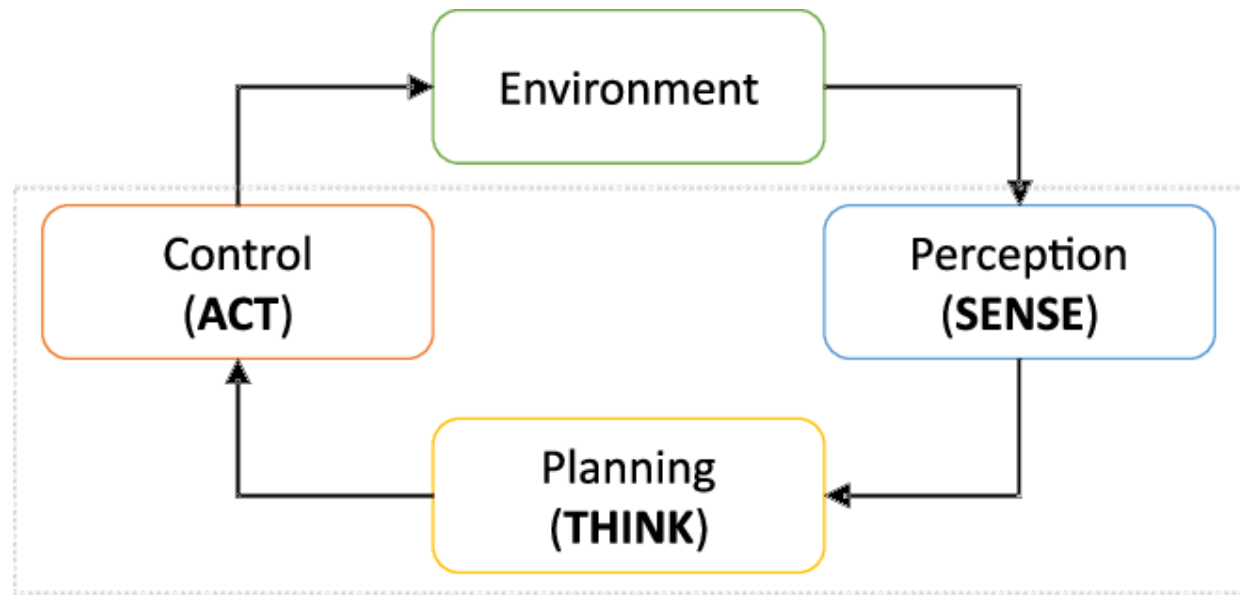 Environment
Control
(ACT)
Perception
(SENSE)
Planning
(THINK)